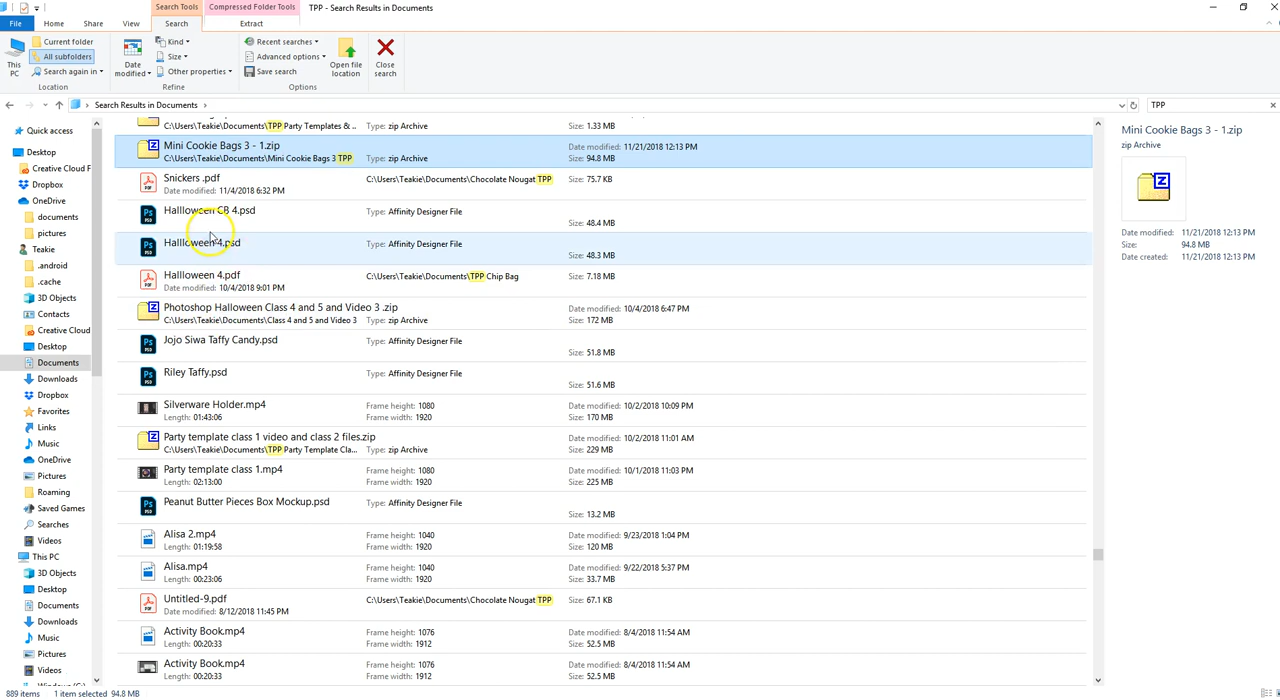 Search Tools
Compressed Folder Tools
TPP - Search Results in Documents
File
Home
Share
View
Search
Extract
This PC
Current folder
All subfolders
Search again in
Location
Date modified
Kind
Size
Other properties
Refine
Recent searches
Advanced options
Save search
Open file location
Options
Close search
Search Results in Documents
TPP
Quick access
Desktop
Creative Cloud F
Dropbox
OneDrive
documents
pictures
Teakie
.android
.cache
3D Objects
Contacts
Creative Cloud
Desktop
Documents
Downloads
Dropbox
Favorites
Links
Music
OneDrive
Pictures
Roaming
Saved Games
Searches
Videos
This PC
3D Objects
Desktop
Documents
Downloads
Music
Pictures
Videos
C:\Users\Teakie\Documents\TPP Party Templates & ... Type: zip Archive Size: 1.33 MB
Mini Cookie Bags 3 - 1.zip Date modified: 11/21/2018 12:13 PM
C:\Users\Teakie\Documents\Mini Cookie Bags 3 TPP Type: zip Archive Size: 94.8 MB
Snickers .pdf C:\Users\Teakie\Documents\Chocolate Nougat TPP Size: 75.7 KB
Date modified: 11/4/2018 6:32 PM
Hallloween CB 4.psd Type: Affinity Designer File
Size: 48.4 MB
Hallloween 4.psd Type: Affinity Designer File
Size: 48.3 MB
Hallloween 4.pdf C:\Users\Teakie\Documents\TPP Chip Bag Size: 7.18 MB
Date modified: 10/4/2018 9:01 PM
Photoshop Halloween Class 4 and 5 and Video 3 .zip Date modified: 10/4/2018 6:47 PM
C:\Users\Teakie\Documents\Class 4 and 5 and Video 3 Type: zip Archive Size: 172 MB
Jojo Siwa Taffy Candy.psd Type: Affinity Designer File
Size: 51.8 MB
Riley Taffy.psd Type: Affinity Designer File
Size: 51.6 MB
Silverware Holder.mp4 Frame height: 1080 Date modified: 10/2/2018 10:09 PM
Length: 01:43:06 Frame width: 1920 Size: 170 MB
Party template class 1 video and class 2 files.zip Date modified: 10/2/2018 11:01 AM
C:\Users\Teakie\Documents\TPP Party Template Cla... Type: zip Archive Size: 229 MB
Party template class 1.mp4 Frame height: 1080 Date modified: 10/1/2018 11:03 PM
Length: 02:13:00 Frame width: 1920 Size: 225 MB
Peanut Butter Pieces Box Mockup.psd Type: Affinity Designer File
Size: 13.2 MB
Alisa 2.mp4 Frame height: 1040 Date modified: 9/23/2018 1:04 PM
Length: 01:19:58 Frame width: 1920 Size: 120 MB
Alisa.mp4 Frame height: 1040 Date modified: 9/22/2018 5:37 PM
Length: 00:23:06 Frame width: 1920 Size: 33.7 MB
Untitled-9.pdf C:\Users\Teakie\Documents\Chocolate Nougat TPP Size: 67.1 KB
Date modified: 8/12/2018 11:45 PM
Activity Book.mp4 Frame height: 1076 Date modified: 8/4/2018 11:54 AM
Length: 00:20:33 Frame width: 1912 Size: 52.5 MB
Activity Book.mp4 Frame height: 1076 Date modified: 8/4/2018 11:54 AM
Length: 00:20:33 Frame width: 1912 Size: 52.5 MB
Mini Cookie Bags 3 - 1.zip
zip Archive
Date modified: 11/21/2018 12:13 PM
Size: 94.8 MB
Date created: 11/21/2018 12:13 PM
889 items 1 item selected 94.8 MB